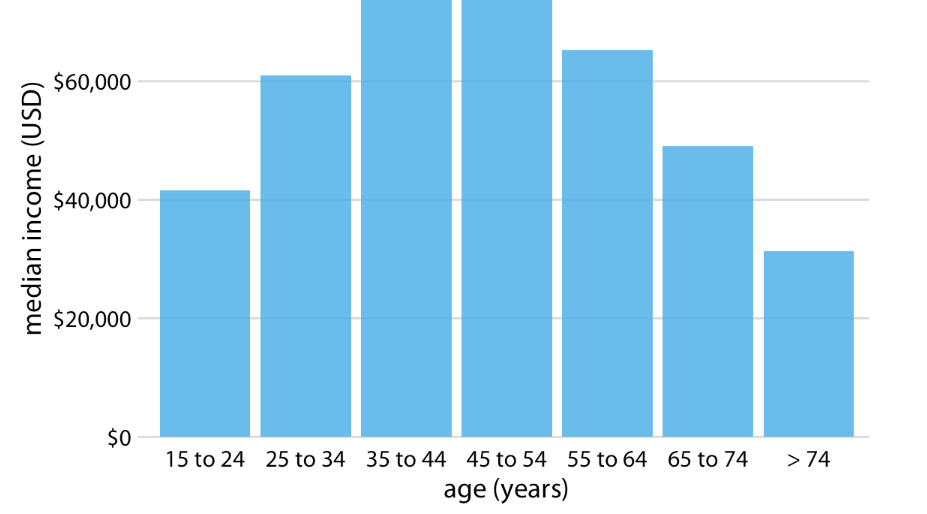 median income (USD)
$60,000
$40,000
$20,000
$0
15 to 24 25 to 34 35 to 44 45 to 54 55 to 64 65 to 74 > 74
age (years)